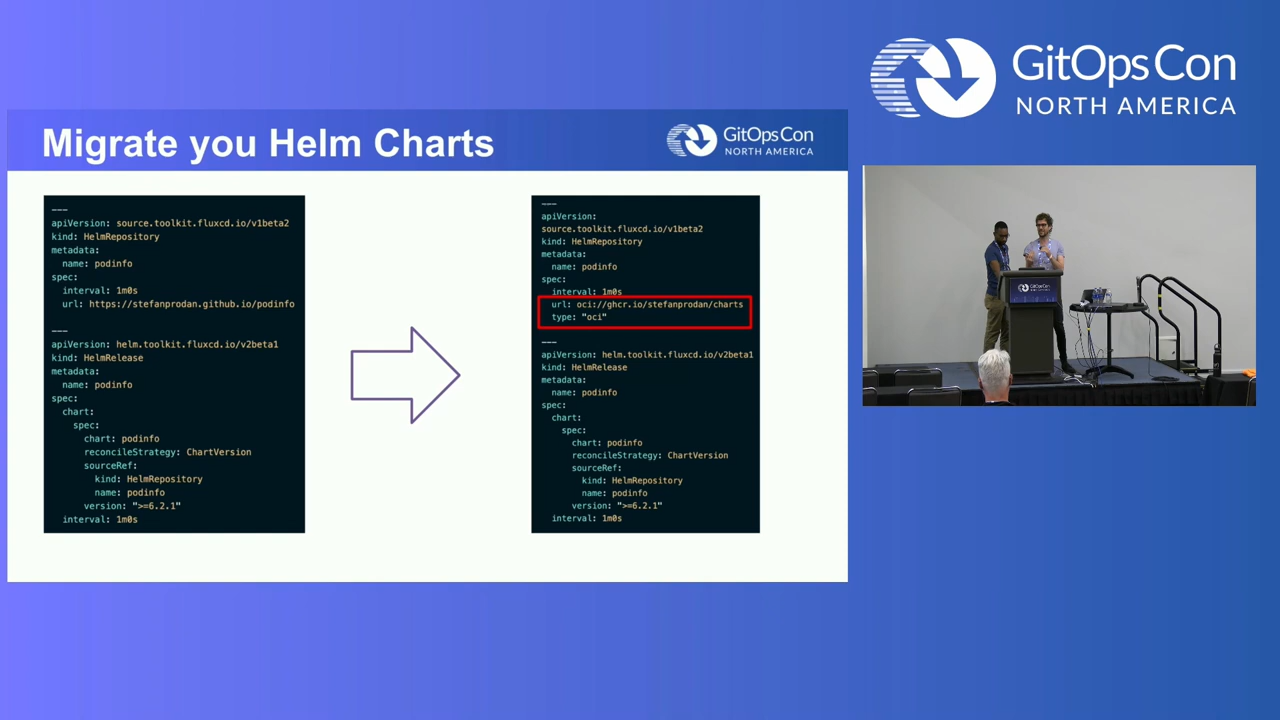 GitOpsCon
NORTH AMERICA
Migrate you Helm Charts
GitOpsCon
NORTH AMERICA
---
apiVersion: source.toolkit.fluxcd.io/v1beta2
kind: HelmRepository
metadata:
  name: podinfo
spec:
  interval: 1m0s
  url: https://stefanprodan.github.io/podinfo
---
apiVersion: helm.toolkit.fluxcd.io/v2beta1
kind: HelmRelease
metadata:
  name: podinfo
spec:
  chart:
    spec:
      chart: podinfo
      reconcileStrategy: ChartVersion
      sourceRef:
        kind: HelmRepository
        name: podinfo
      version: ">=6.2.1"
  interval: 1m0s
---
apiVersion:
source.toolkit.fluxcd.io/v1beta2
kind: HelmRepository
metadata:
  name: podinfo
spec:
  interval: 1m0s
  url: oci://ghcr.io/stefanprodan/charts
  type: "oci"
---
apiVersion: helm.toolkit.fluxcd.io/v2beta1
kind: HelmRelease
metadata:
  name: podinfo
spec:
  chart:
    spec:
      chart: podinfo
      reconcileStrategy: ChartVersion
      sourceRef:
        kind: HelmRepository
        name: podinfo
      version: ">=6.2.1"
  interval: 1m0s